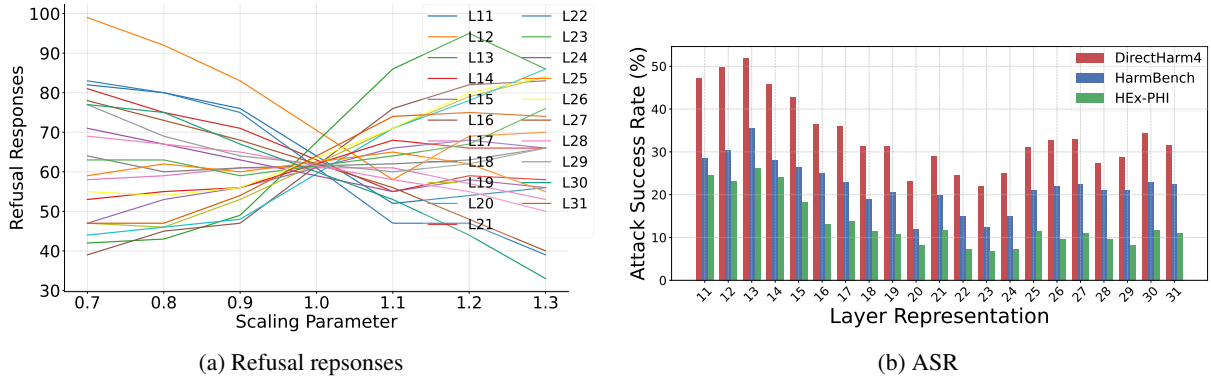 100
90
80
70
60
50
40
30
Refusal Responses
0.7 0.8 0.9 1.0 1.1 1.2 1.3
Scaling Parameter
L11 L22
L12 L23
L13 L24
L14 L25
L15 L26
L16 L27
L17 L28
L18 L29
L19 L30
L20 L31
L21
(a) Refusal repsonses
50
40
30
20
10
0
Attack Success Rate (%)
DirectHarm4
HarmBench
HEx-PHI
11 12 13 14 15 16 17 18 19 20 21 22 23 24 25 26 27 28 29 30 31
Layer Representation
(b) ASR